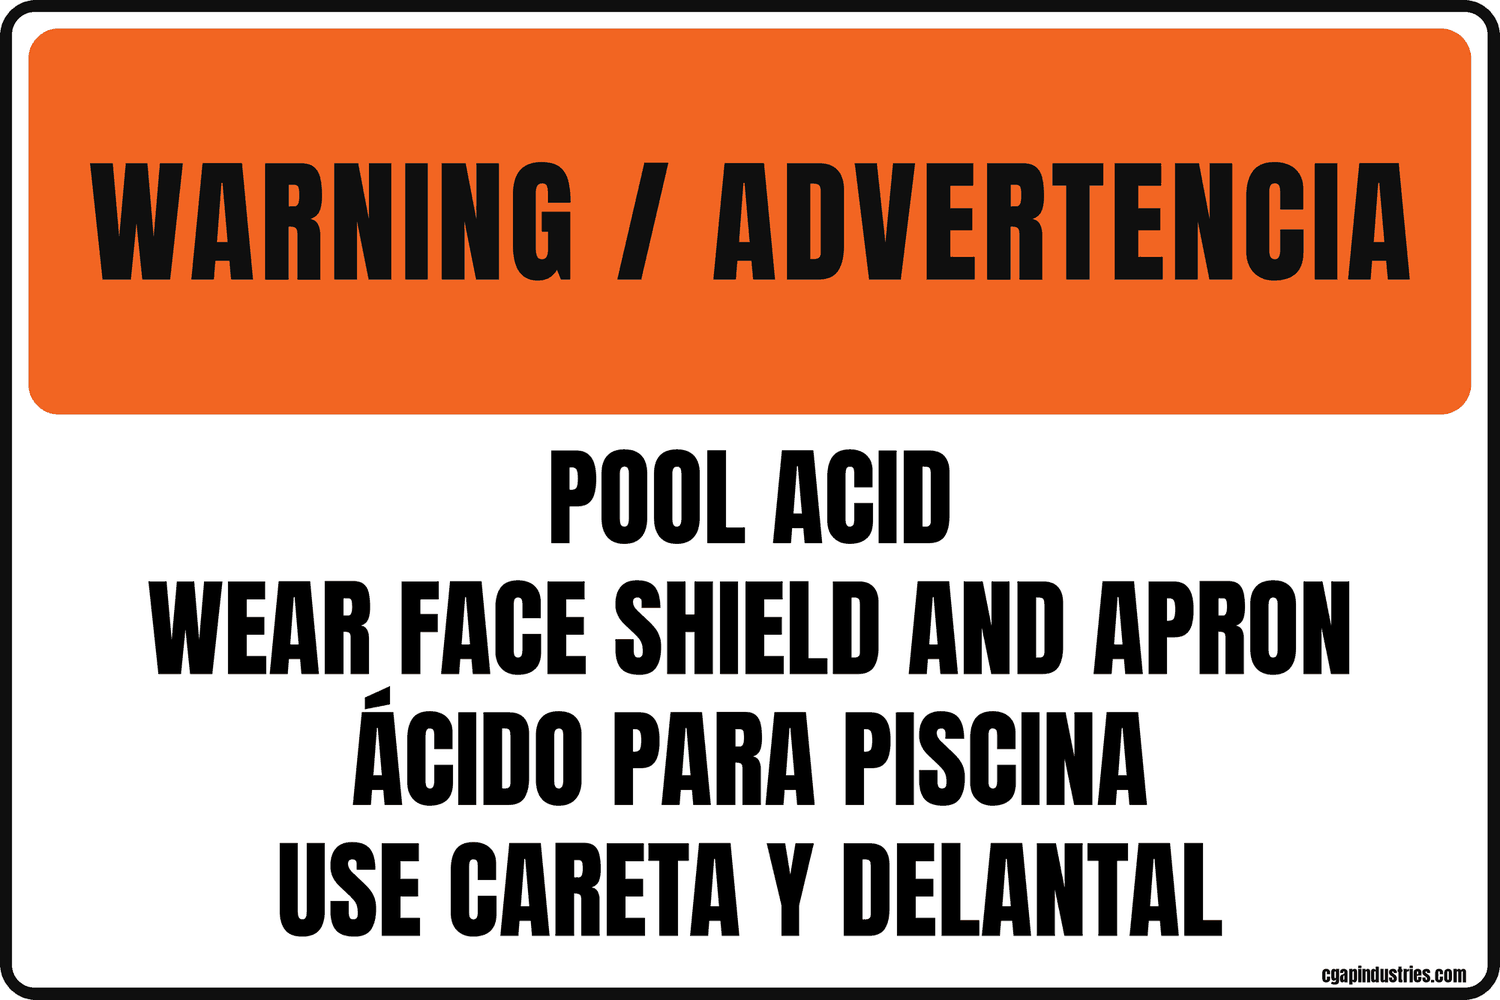 WARNING / ADVERTENCIA
POOL ACID
WEAR FACE SHIELD AND APRON
ÁCIDO PARA PISCINA
USE CARETA Y DELANTAL
cgapindustries.com